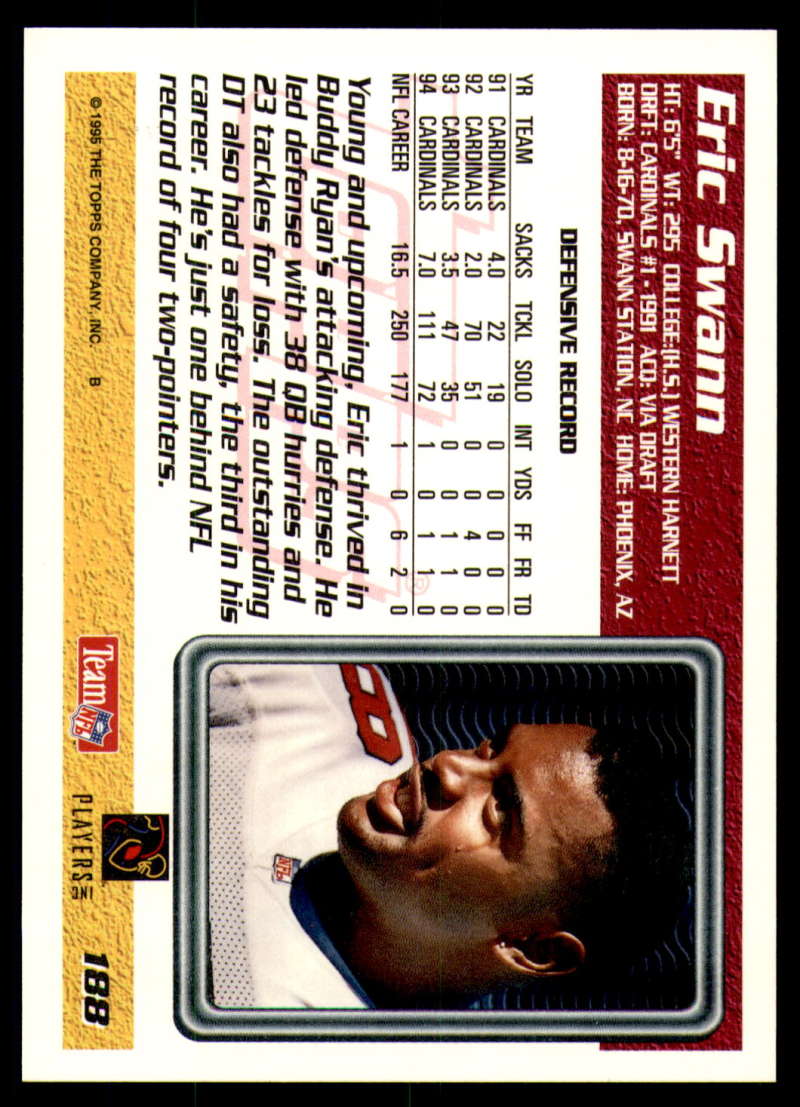 Eric Swann
HT: 6'5" WT: 295 COLLEGE: (H.S.) WESTERN HARNETT
DRFT: CARDINALS #1 - 1991 ACQ: VIA DRAFT
BORN: 8-16-70, SWANN STATION, NC HOME: PHOENIX, AZ
DEFENSIVE RECORD
YR TEAM SACKS TCKL SOLO INT YDS FF FR TD
91 CARDINALS 4.0 22 19 0 0 0 0 0
92 CARDINALS 2.0 70 51 0 0 4 0 0
93 CARDINALS 3.5 47 35 0 0 1 1 0
94 CARDINALS 7.0 111 72 1 0 1 1 0
NFL CAREER 16.5 250 177 1 0 6 2 0
Young and upcoming, Eric thrived in
Buddy Ryan's attacking defense. He
led defense with 38 QB hurries and
23 tackles for loss. The outstanding
DT also had a safety, the third in his
career. He's just one behind NFL
record of four two-pointers.
8
NFL
© 1995 THE TOPPS COMPANY, INC. B
Team NFL
PLAYERS INC
188